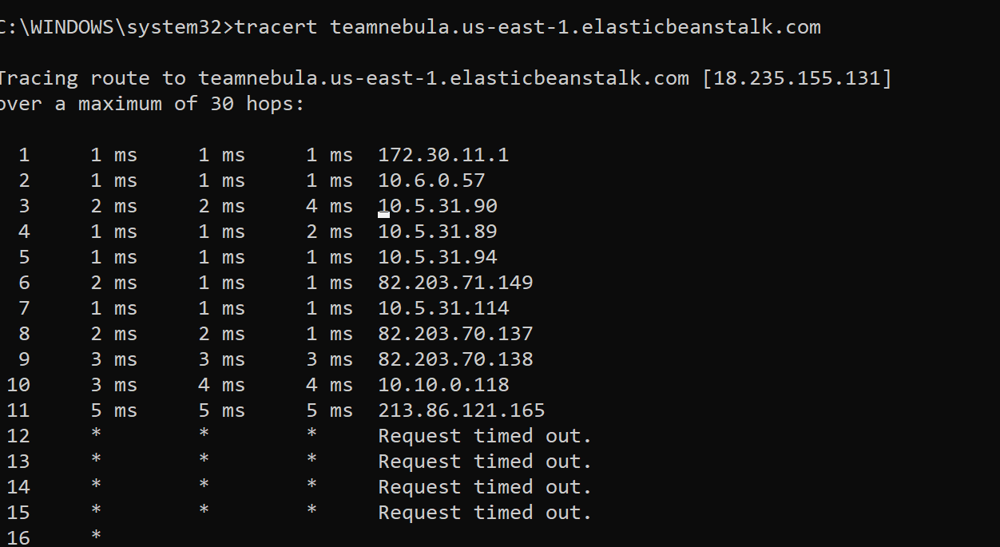 C:\WINDOWS\system32>tracert teamnebula.us-east-1.elasticbeanstalk.com
Tracing route to teamnebula.us-east-1.elasticbeanstalk.com [18.235.155.131]
over a maximum of 30 hops:
1 1 ms 1 ms 1 ms 172.30.11.1
2 1 ms 1 ms 1 ms 10.6.0.57
3 2 ms 2 ms 4 ms 10.5.31.90
4 1 ms 1 ms 2 ms 10.5.31.89
5 1 ms 1 ms 1 ms 10.5.31.94
6 2 ms 1 ms 1 ms 82.203.71.149
7 1 ms 1 ms 1 ms 10.5.31.114
8 2 ms 2 ms 1 ms 82.203.70.137
9 3 ms 3 ms 3 ms 82.203.70.138
10 3 ms 4 ms 4 ms 10.10.0.118
11 5 ms 5 ms 5 ms 213.86.121.165
12 * * * Request timed out.
13 * * * Request timed out.
14 * * * Request timed out.
15 * * * Request timed out.
16 *